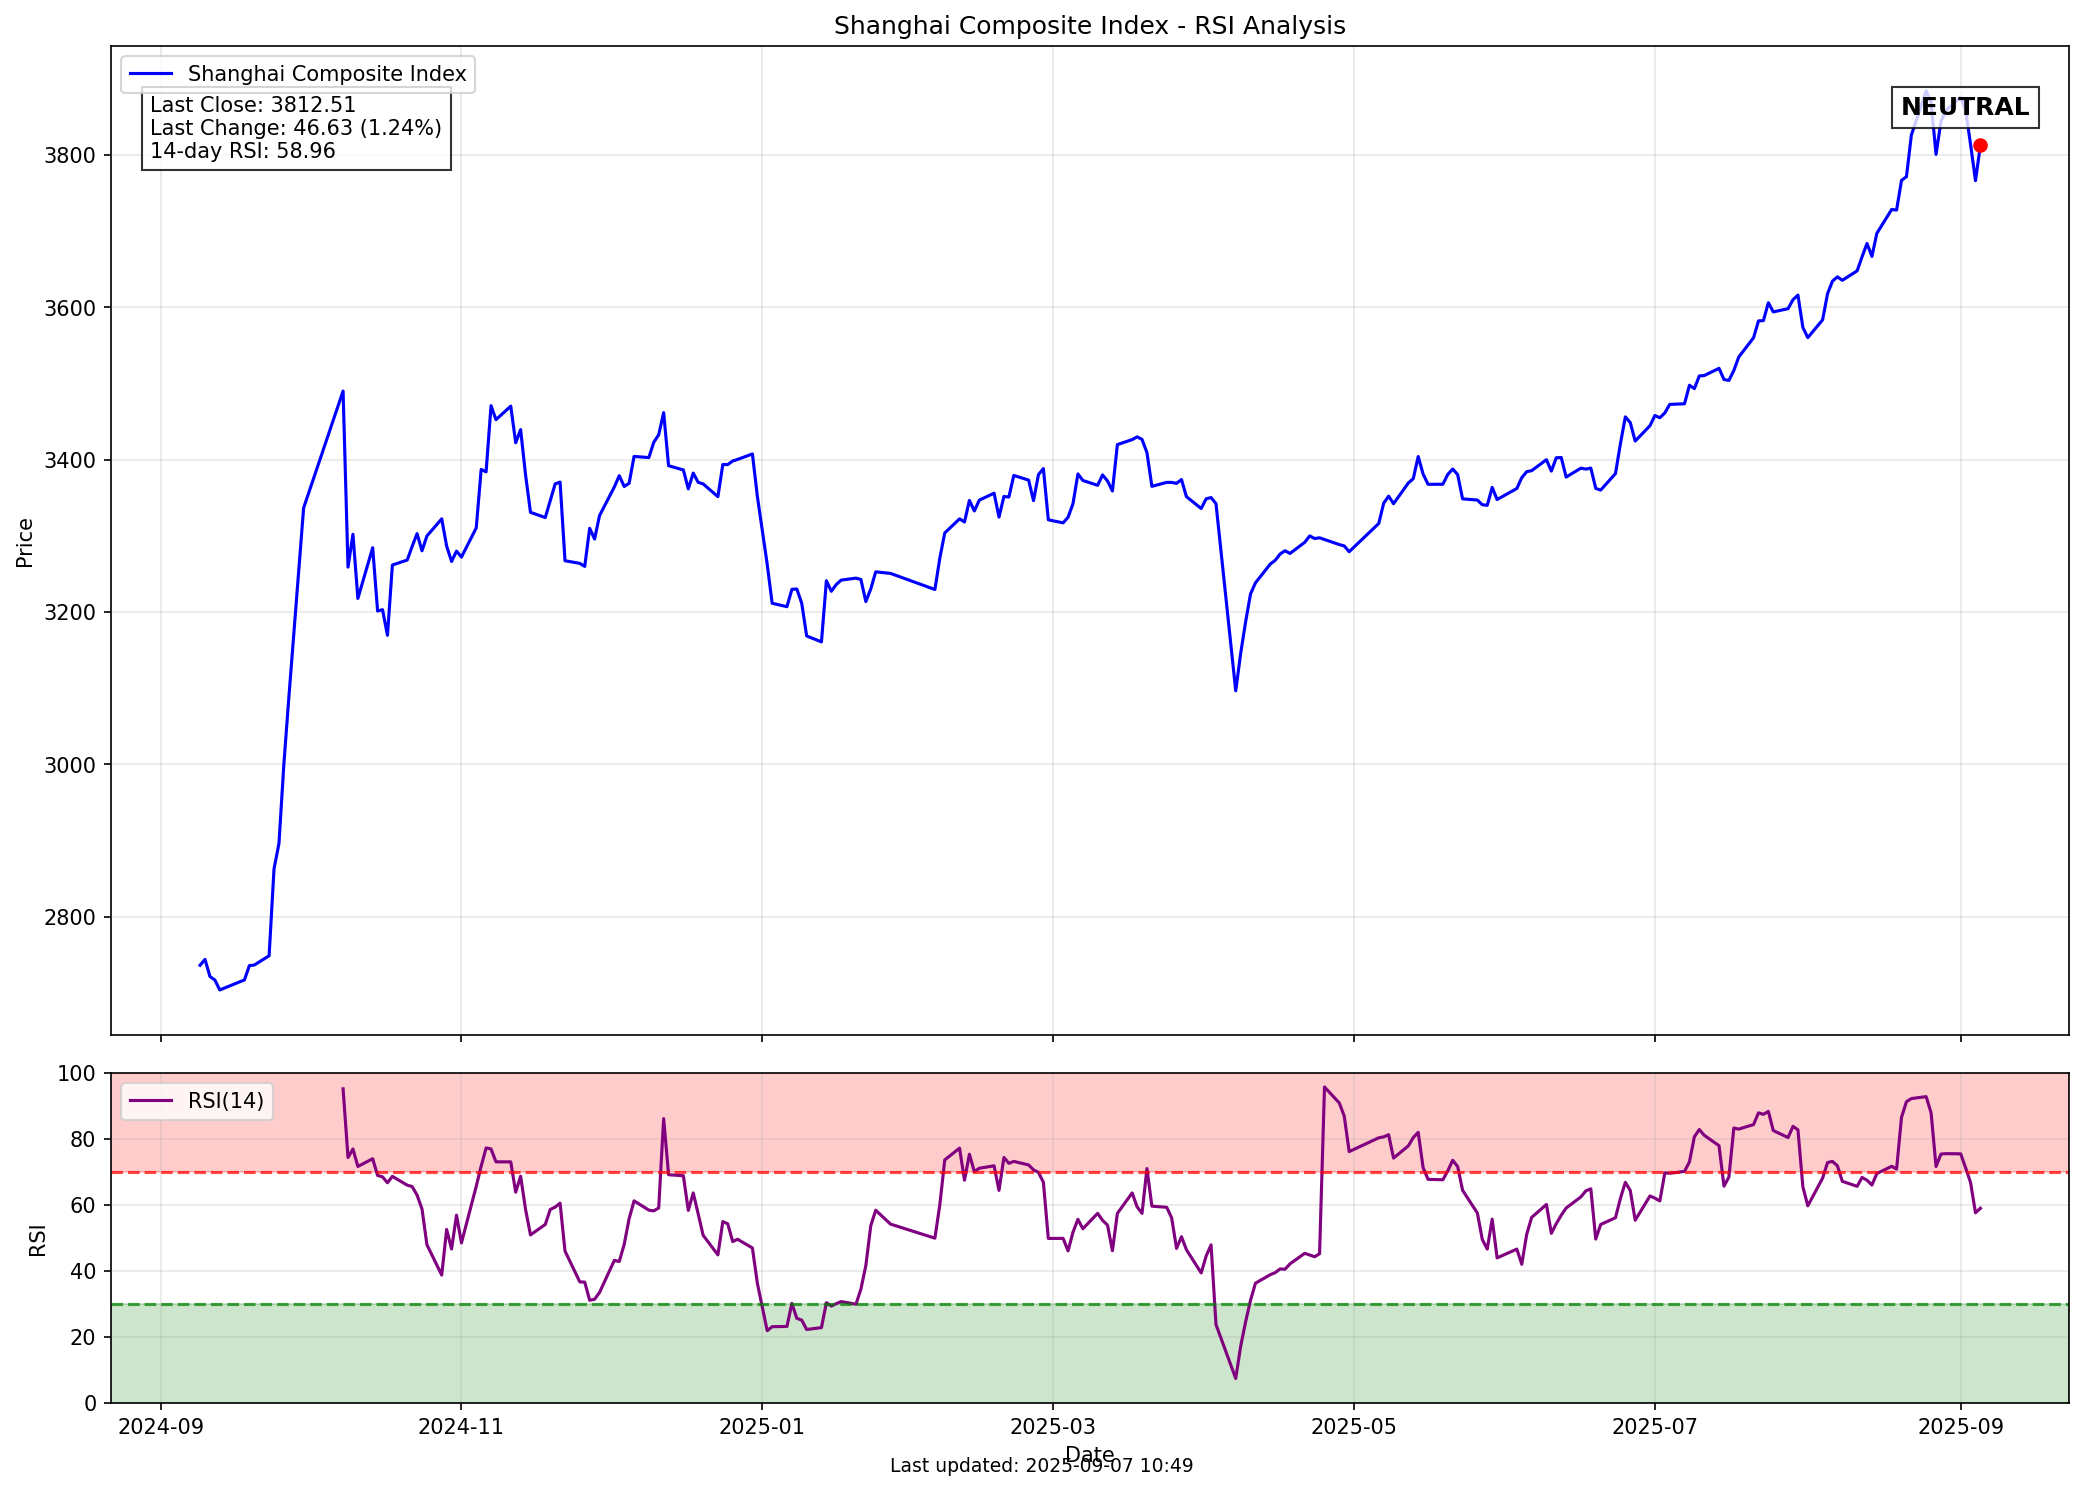 Shanghai Composite Index - RSI Analysis
Shanghai Composite Index
Last Close: 3812.51
Last Change: 46.63 (1.24%)
14-day RSI: 58.96
NEUTRAL
Price
3800
3600
3400
3200
3000
2800
RSI(14)
RSI
100
80
60
40
20
0
2024-09 2024-11 2025-01 2025-03 2025-05 2025-07 2025-09
Date
Last updated: 2025-09-07 10:49